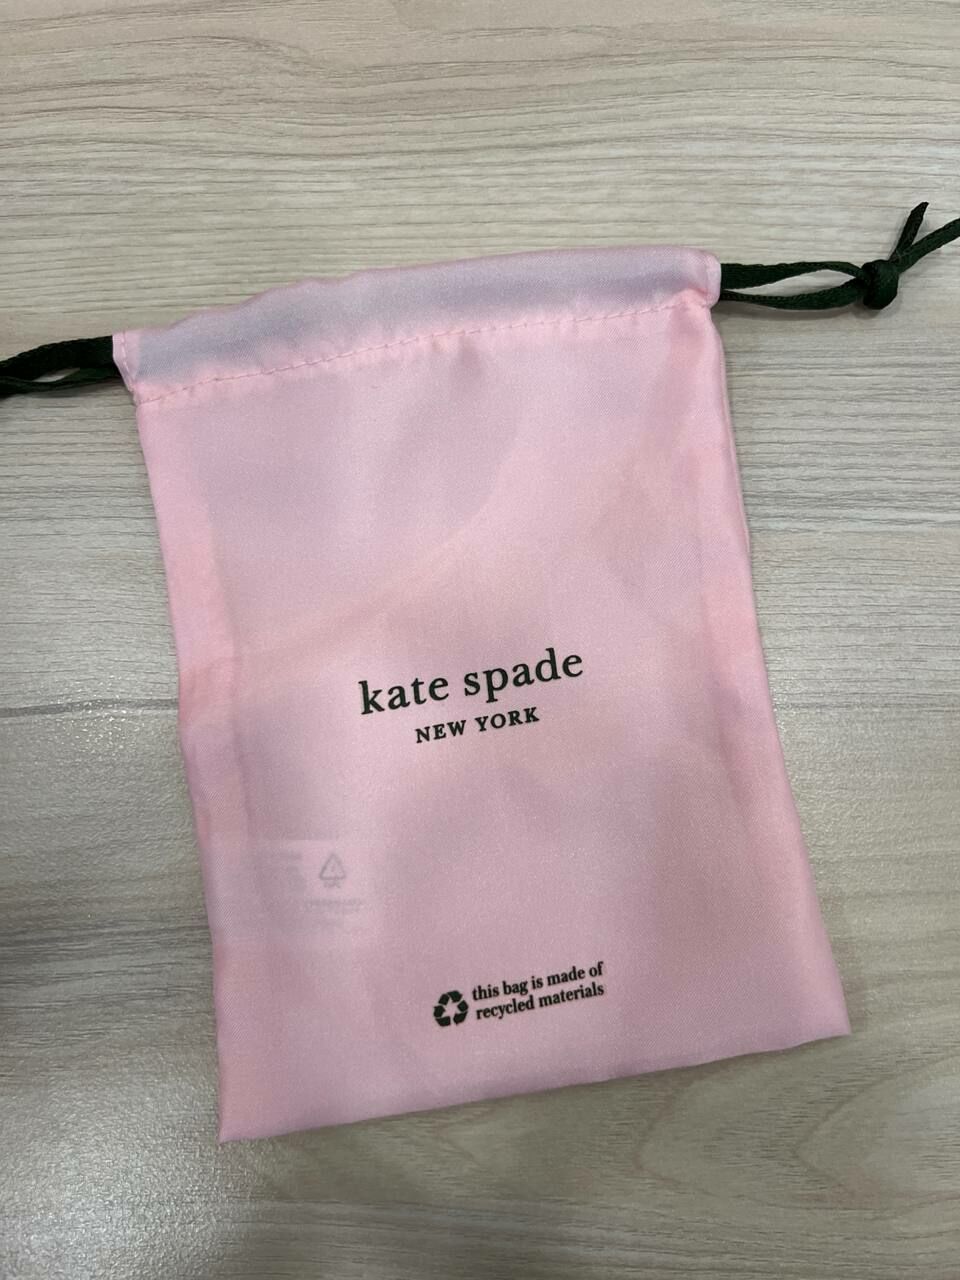 kate spade
NEW YORK
this bag is made of
recycled materials